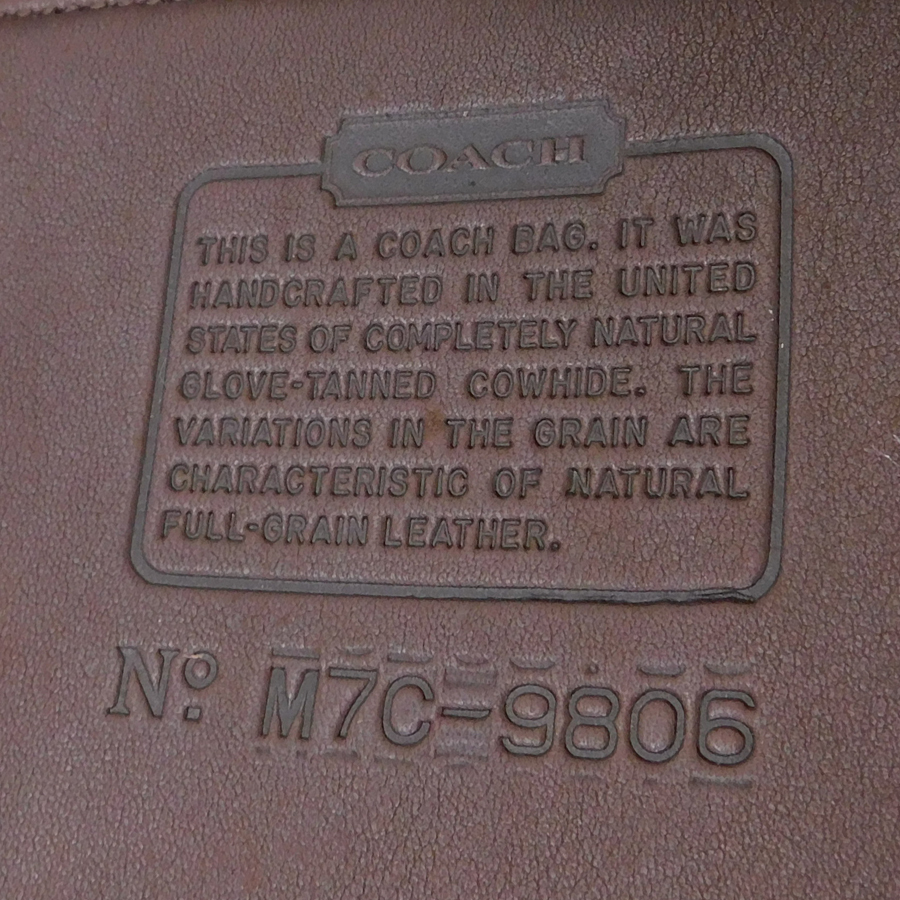 COACH
THIS IS A COACH BAG. IT WAS
HANDCRAFTED IN THE UNITED
STATES OF COMPLETELY NATURAL
GLOVE-TANNED COWHIDE. THE
VARIATIONS IN THE GRAIN ARE
CHARACTERISTIC OF NATURAL
FULL-GRAIN LEATHER.
Nº. M7C-9806